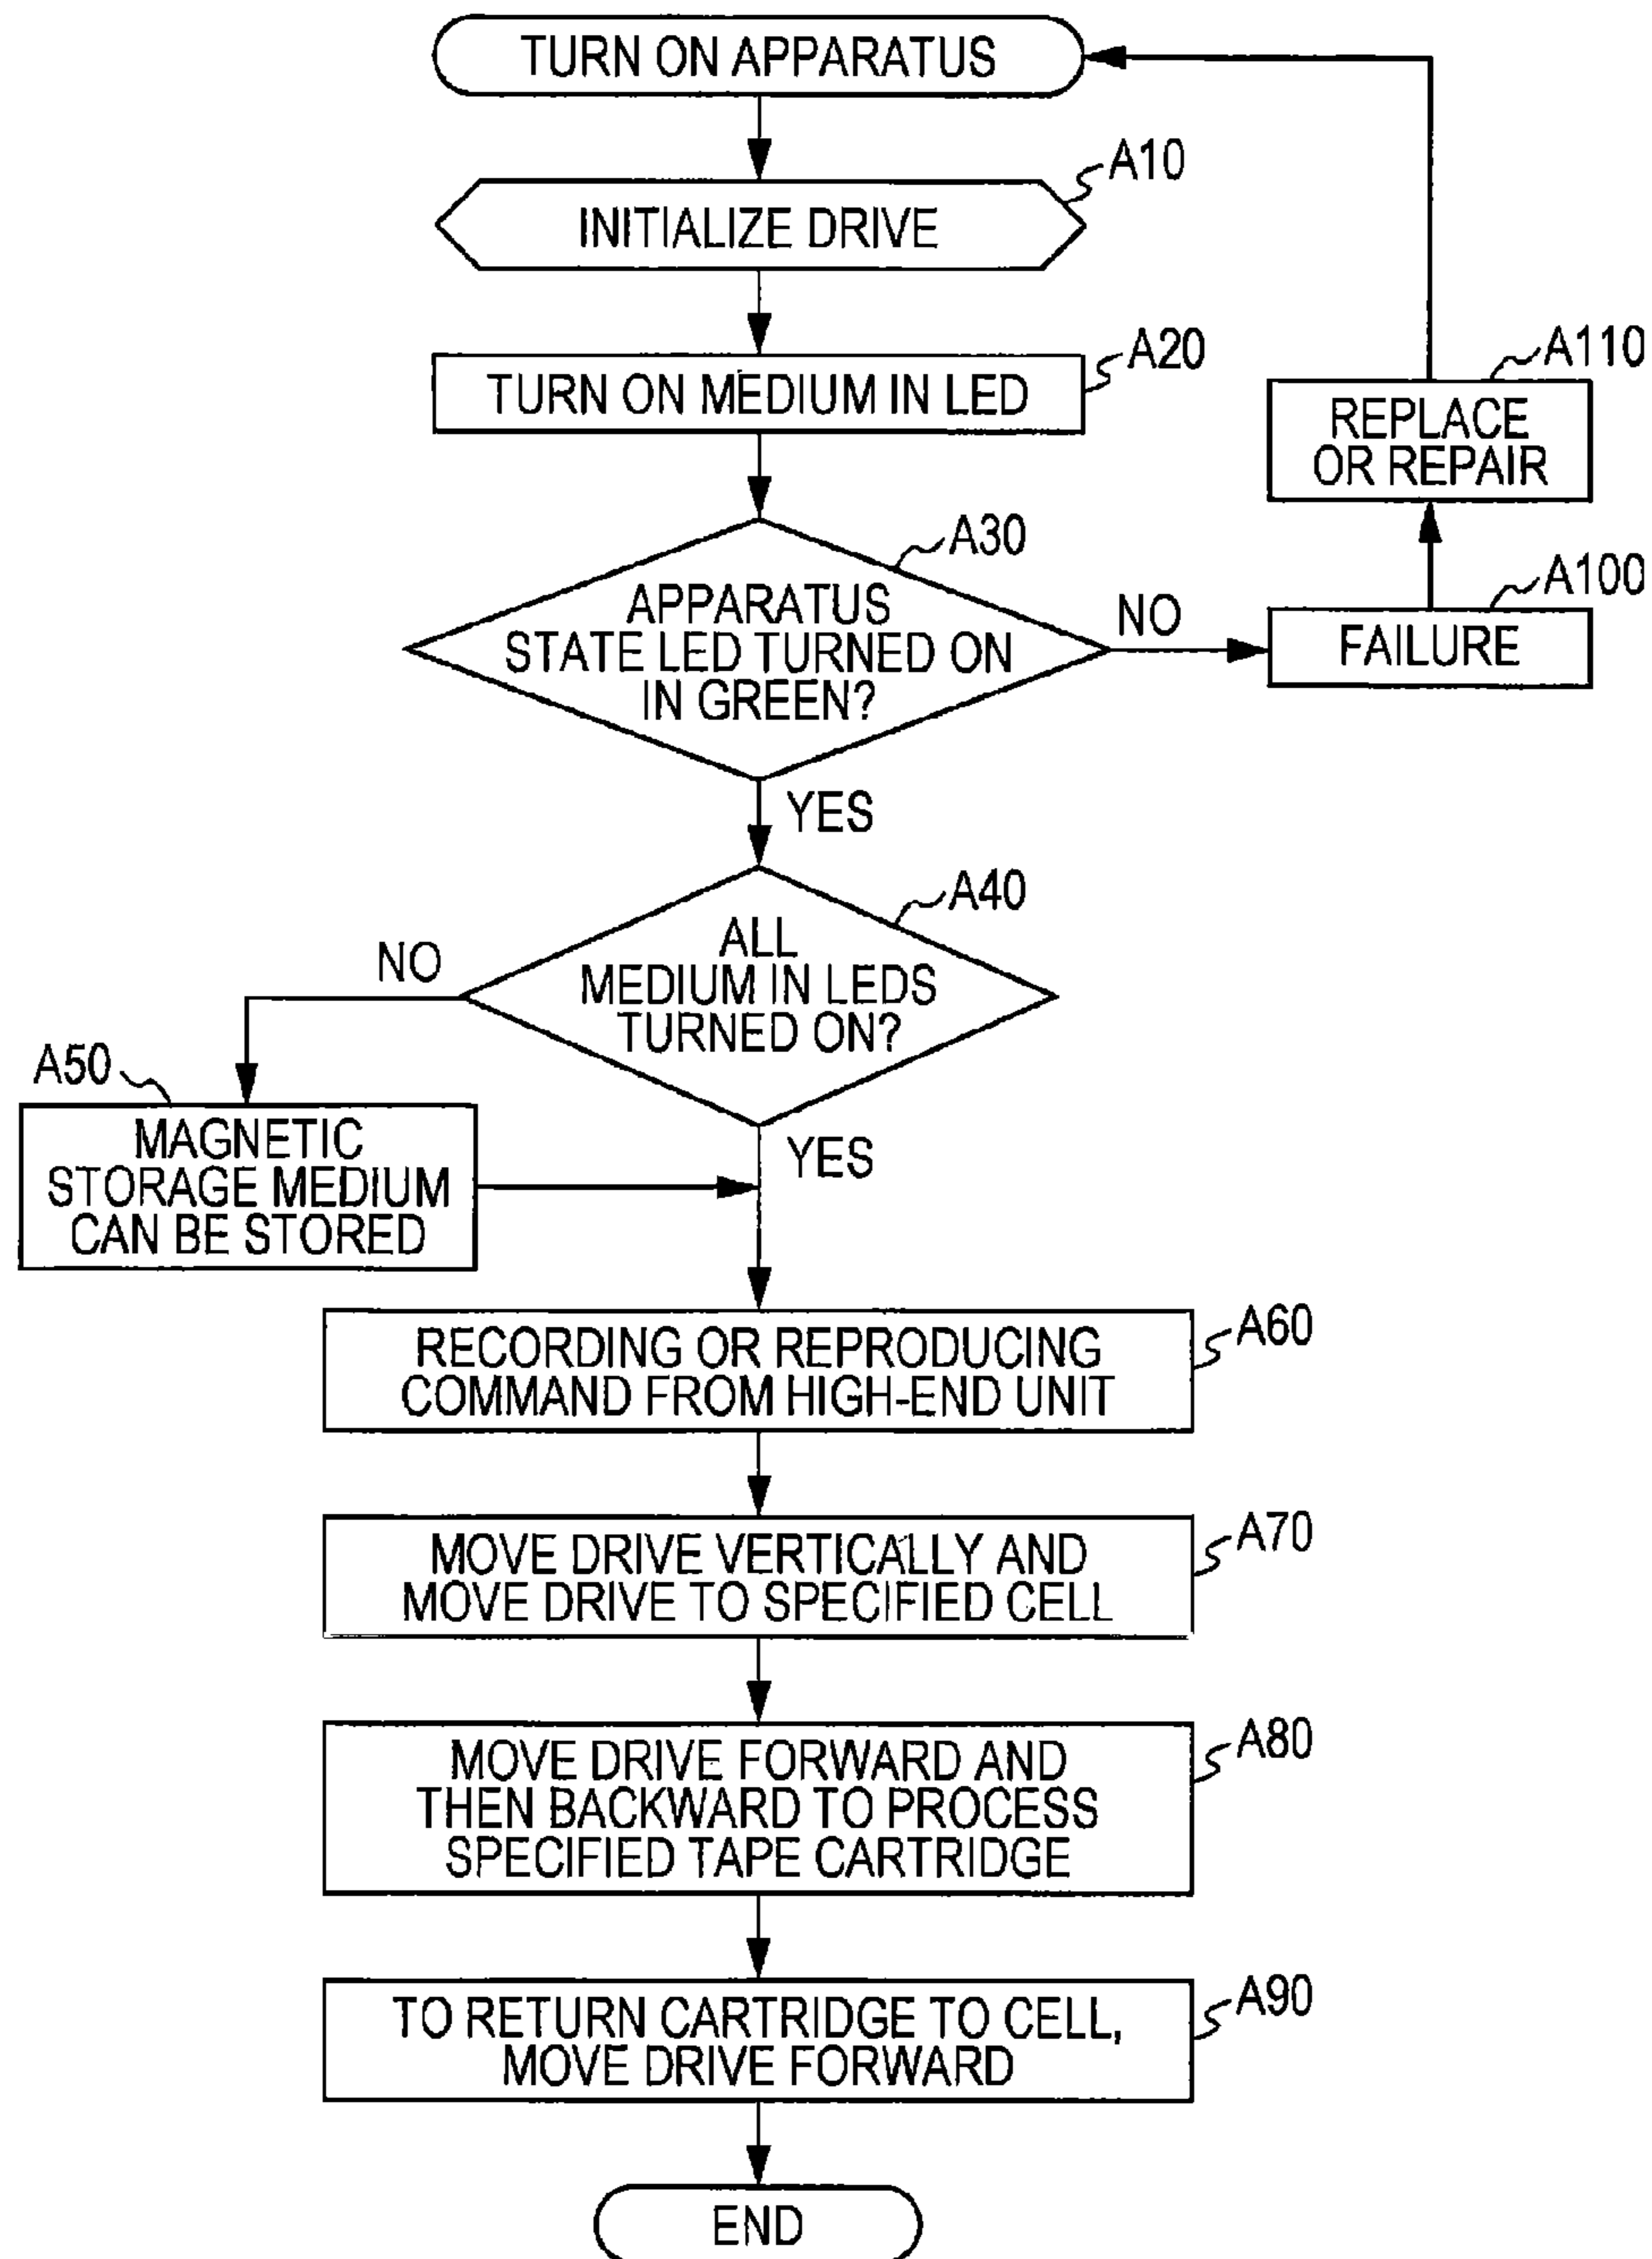 TURN ON APPARATUS
A10
INITIALIZE DRIVE
A20
TURN ON MEDIUM IN LED
A110
REPLACE
OR REPAIR
A30
APPARATUS
STATE LED TURNED ON
IN GREEN?
NO
A100
FAILURE
YES
A40
ALL
MEDIUM IN LEDS
TURNED ON?
NO
A50
MAGNETIC
STORAGE MEDIUM
CAN BE STORED
YES
A60
RECORDING OR REPRODUCING
COMMAND FROM HIGH-END UNIT
A70
MOVE DRIVE VERTICALLY AND
MOVE DRIVE TO SPECIFIED CELL
A80
MOVE DRIVE FORWARD AND
THEN BACKWARD TO PROCESS
SPECIFIED TAPE CARTRIDGE
A90
TO RETURN CARTRIDGE TO CELL,
MOVE DRIVE FORWARD
END